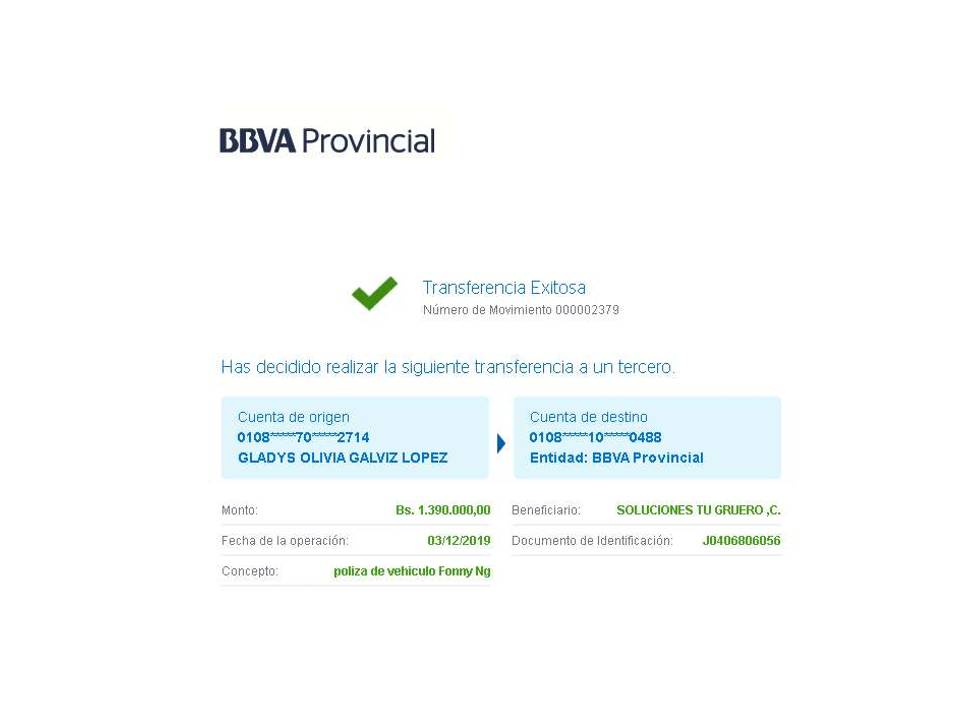 BBVA Provincial
Transferencia Exitosa
Número de Movimiento 000002379
Has decidido realizar la siguiente transferencia a un tercero.
Cuenta de origen
0108*****70*****2714
GLADYS OLIVIA GALVIZ LOPEZ
Cuenta de destino
0108*****10*****0488
Entidad: BBVA Provincial
Monto: Bs. 1.390.000,00
Fecha de la operación: 03/12/2019
Concepto: poliza de vehiculo Fonny Ng
Beneficiario: SOLUCIONES TU GRUERO ,C.
Documento de Identificación: J0406806056